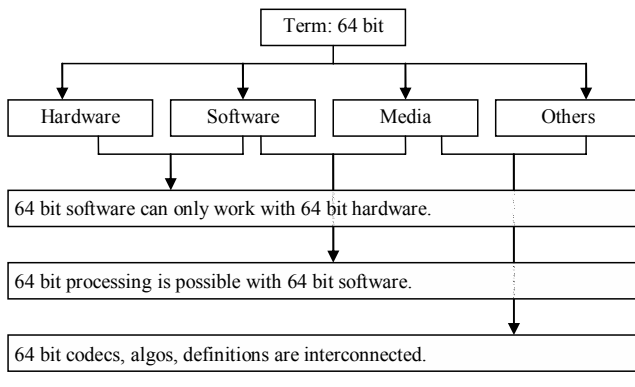 Term: 64 bit
Hardware
Software
Media
Others
64 bit software can only work with 64 bit hardware.
64 bit processing is possible with 64 bit software.
64 bit codecs, algos, definitions are interconnected.